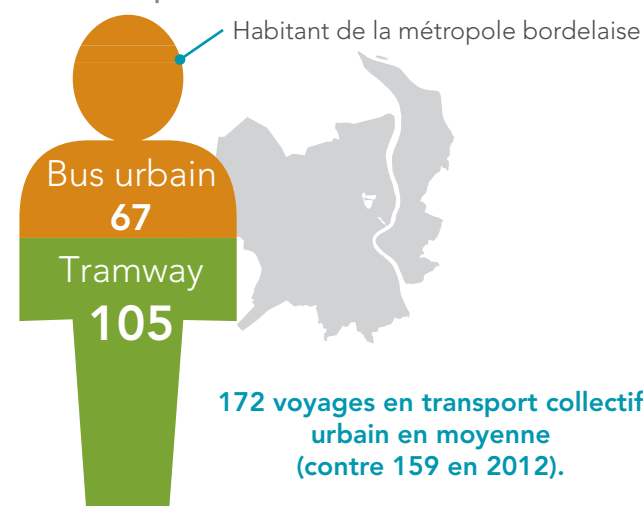 Habitant de la métropole bordelaise
Bus urbain
67
Tramway
105
172 voyages en transport collectif
urbain en moyenne
(contre 159 en 2012).